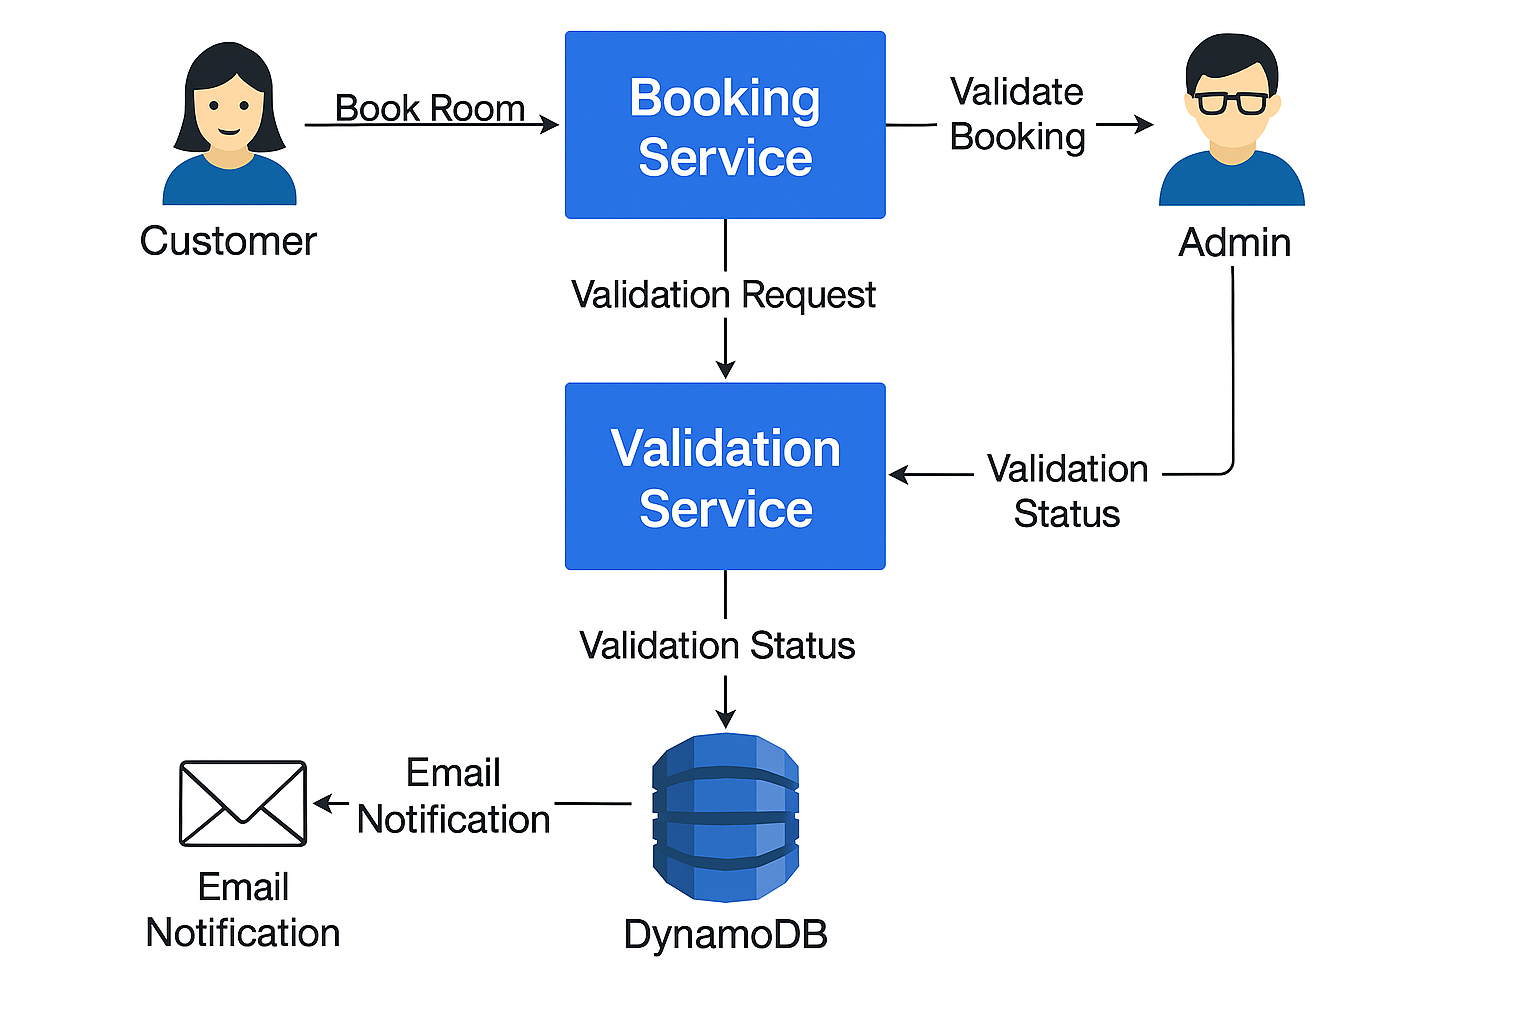 Book Room
Booking
Service
Validate
Booking
Customer
Admin
Validation Request
Validation
Service
Validation
Status
Validation Status
Email
Notification
Email
Notification
DynamoDB